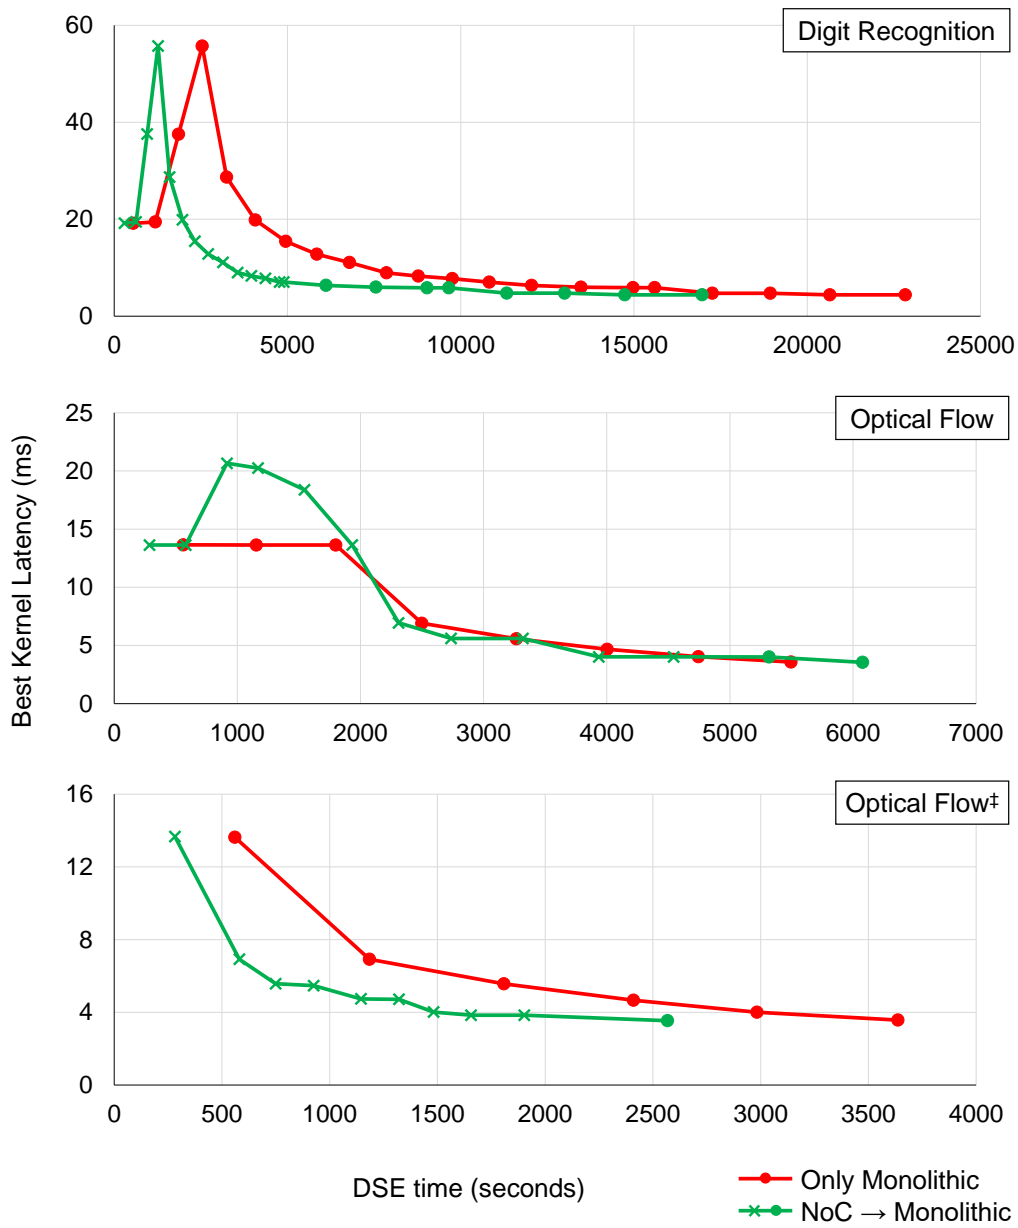 Digit Recognition
60
40
20
0
0 5000 10000 15000 20000 25000
Optical Flow
25
20
15
10
5
0
0 1000 2000 3000 4000 5000 6000 7000
Best Kernel Latency (ms)
Optical Flow‡
16
12
8
4
0
0 500 1000 1500 2000 2500 3000 3500 4000
DSE time (seconds)
Only Monolithic
NoC → Monolithic